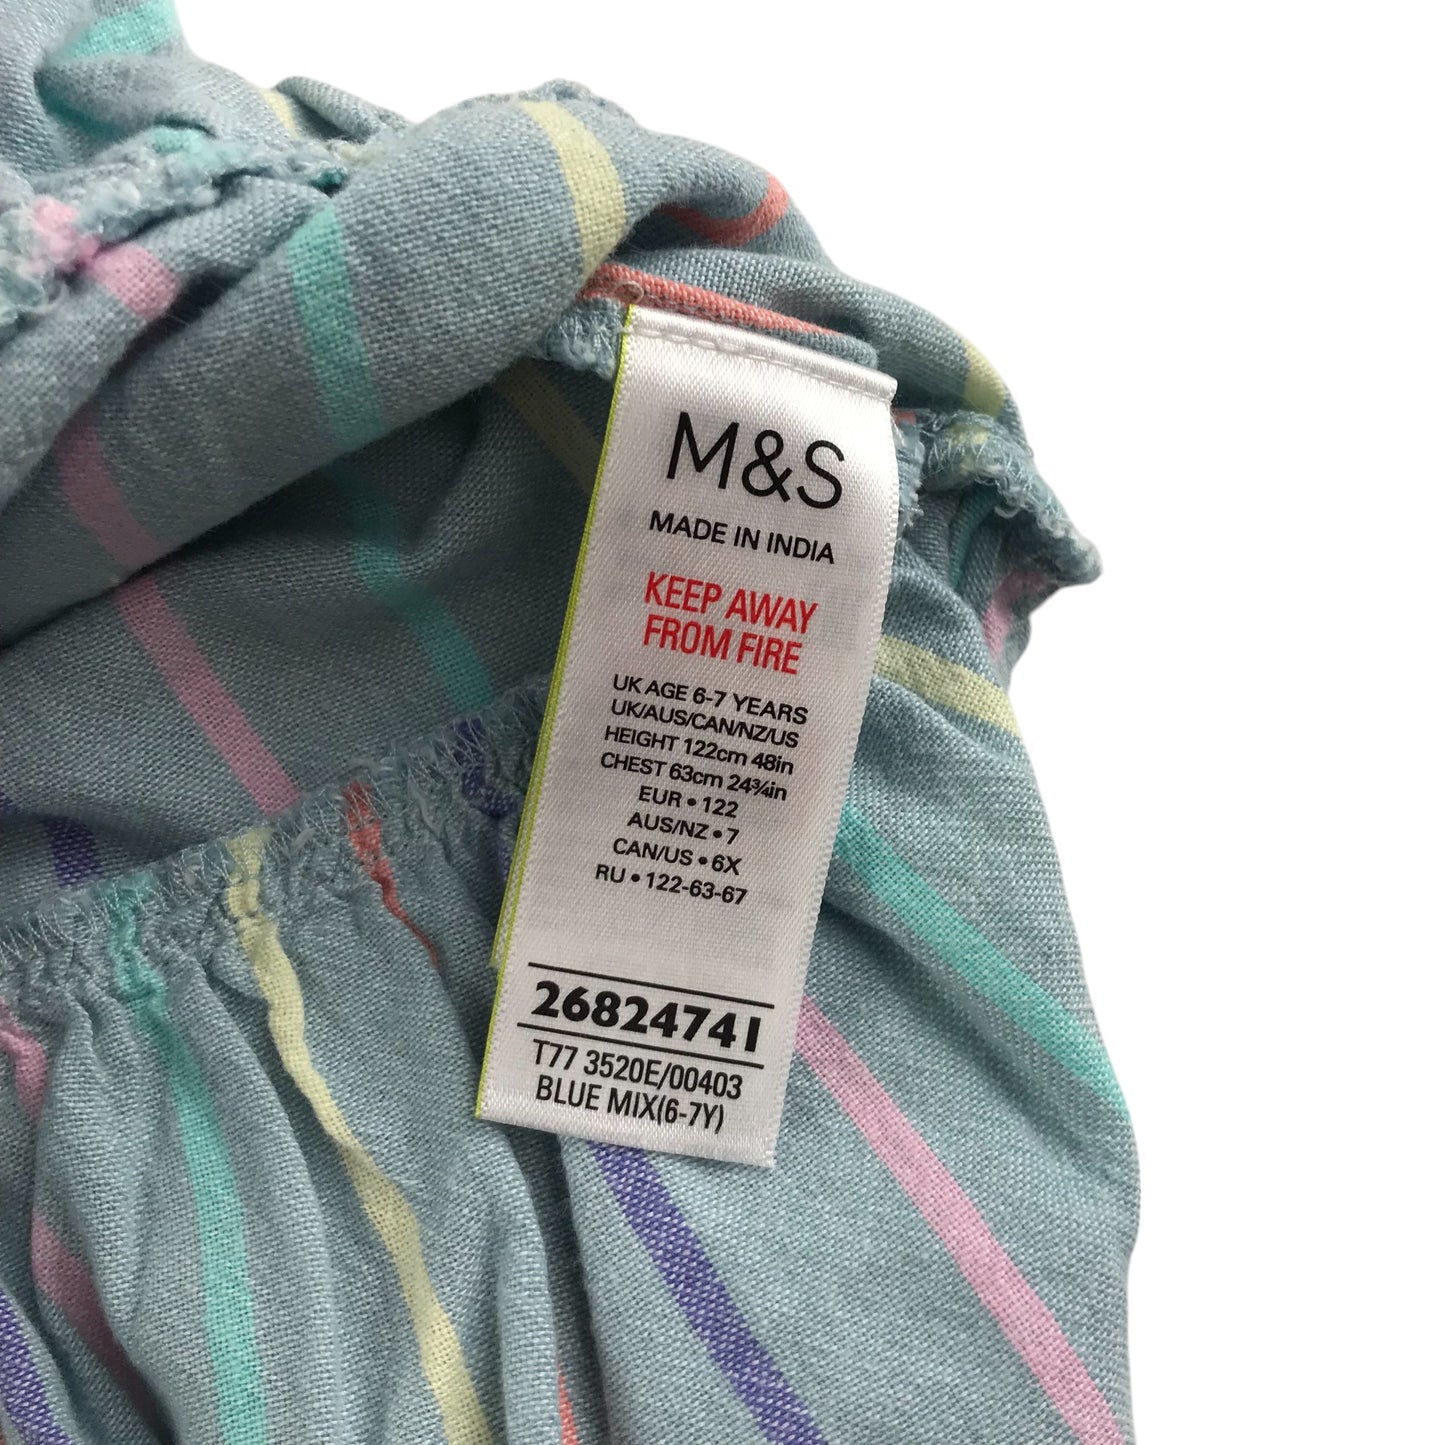 M&S
MADE IN INDIA
KEEP AWAY
FROM FIRE
UK AGE 6-7 YEARS
UK/AUS/CAN/NZ/US
HEIGHT 122cm 48in
CHEST 63cm 24¾in
EUR • 122
AUS/NZ • 7
CAN/US • 6X
RU • 122-63-67
26824741
T77 3520E/00403
BLUE MIX(6-7Y)